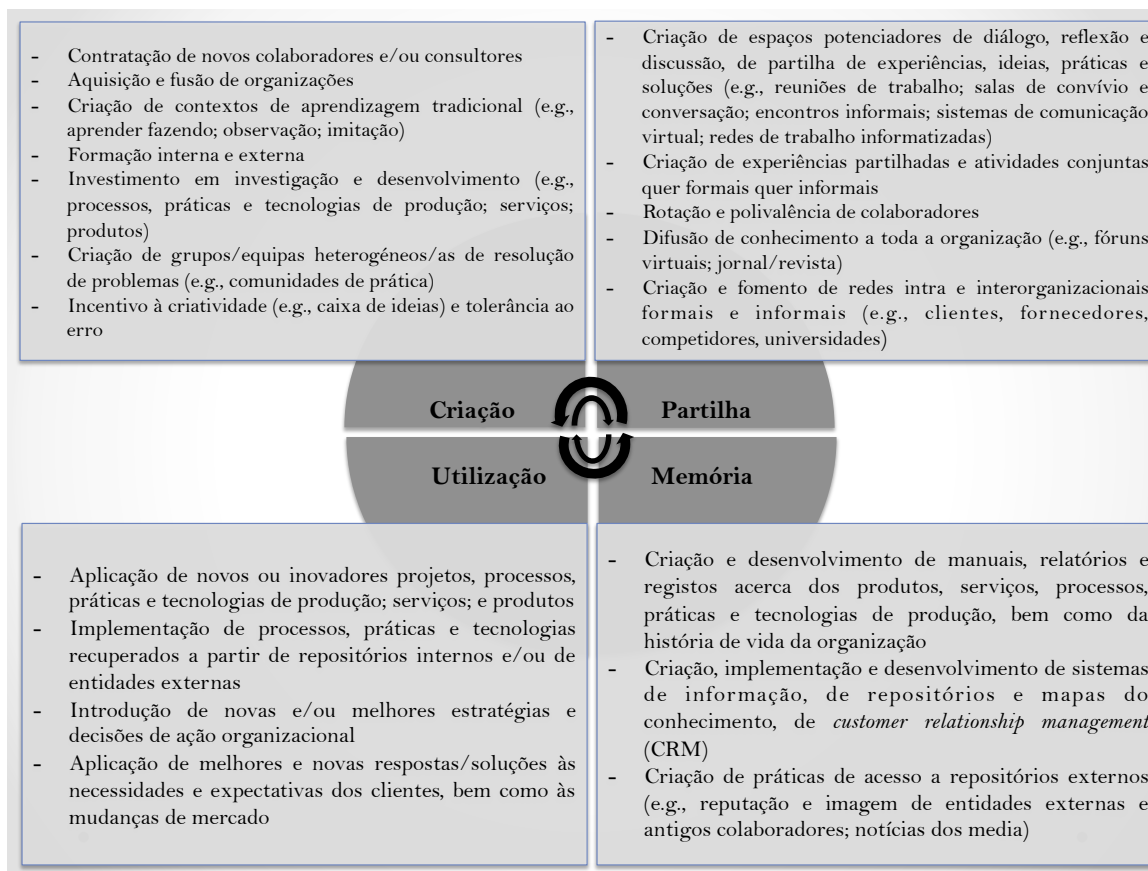 - Contratação de novos colaboradores e/ou consultores
- Aquisição e fusão de organizações
- Criação de contextos de aprendizagem tradicional (e.g.,
aprender fazendo; observação; imitação)
- Formação interna e externa
- Investimento em investigação e desenvolvimento (e.g.,
processos, práticas e tecnologias de produção; serviços;
produtos)
- Criação de grupos/equipas heterogéneos/as de resolução
de problemas (e.g., comunidades de prática)
- Incentivo à criatividade (e.g., caixa de ideias) e tolerância ao
erro
- Criação de espaços potenciadores de diálogo, reflexão e
discussão, de partilha de experiências, ideias, práticas e
soluções (e.g., reuniões de trabalho; salas de convívio e
conversação; encontros informais; sistemas de comunicação
virtual; redes de trabalho informatizadas)
- Criação de experiências partilhadas e atividades conjuntas
quer formais quer informais
- Rotação e polivalência de colaboradores
- Difusão de conhecimento a toda a organização (e.g., fóruns
virtuais; jornal/revista)
- Criação e fomento de redes intra e interorganizacionais
formais e informais (e.g., clientes, fornecedores,
competidores, universidades)
Criação
Partilha
Utilização
Memória
- Aplicação de novos ou inovadores projetos, processos,
práticas e tecnologias de produção; serviços; e produtos
- Implementação de processos, práticas e tecnologias
recuperados a partir de repositórios internos e/ou de
entidades externas
- Introdução de novas e/ou melhores estratégias e
decisões de ação organizacional
- Aplicação de melhores e novas respostas/soluções às
necessidades e expectativas dos clientes, bem como às
mudanças de mercado
- Criação e desenvolvimento de manuais, relatórios e
registos acerca dos produtos, serviços, processos,
práticas e tecnologias de produção, bem como da
história de vida da organização
- Criação, implementação e desenvolvimento de sistemas
de informação, de repositórios e mapas do
conhecimento, de customer relationship management
(CRM)
- Criação de práticas de acesso a repositórios externos
(e.g., reputação e imagem de entidades externas e
antigos colaboradores; notícias dos media)